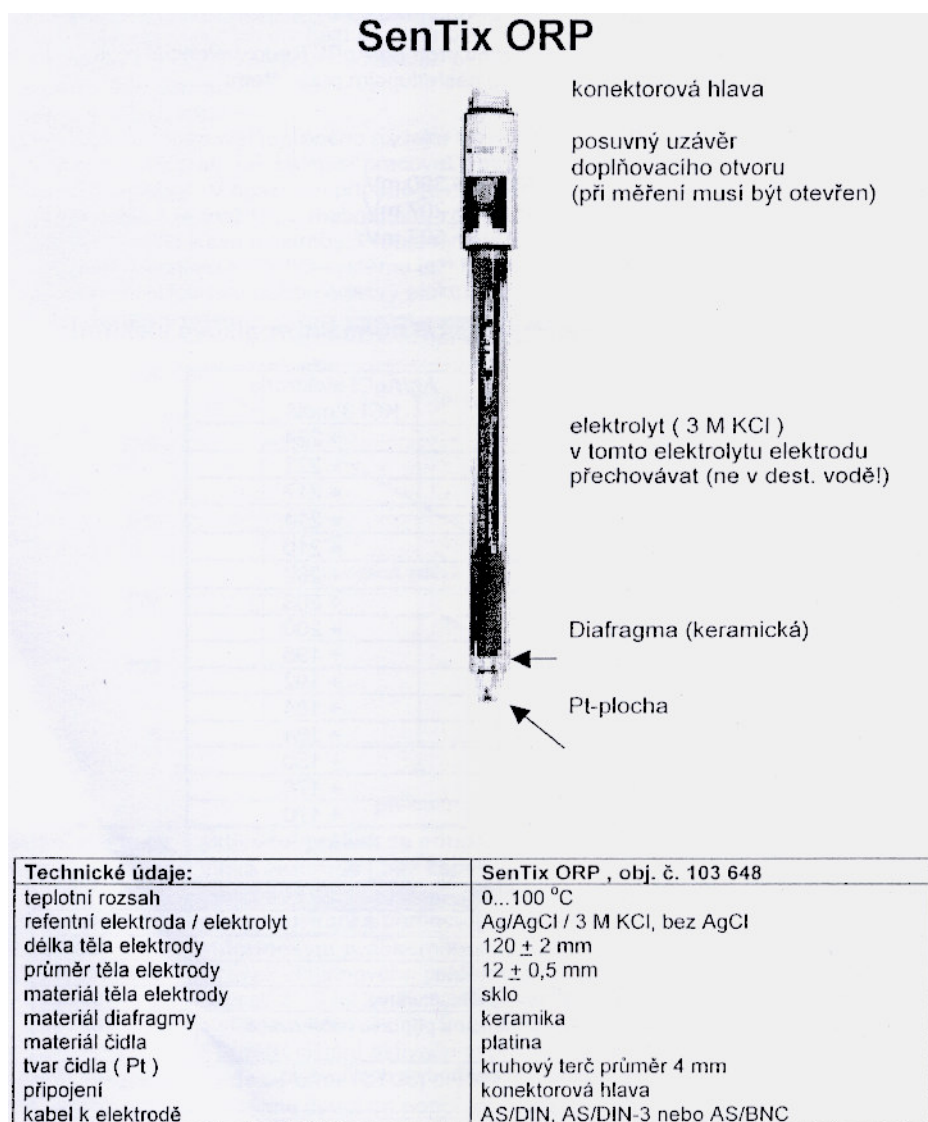 SenTix ORP
konektorová hlava
posuvný uzávěr
doplňovacího otvoru
(při měření musí být otevřen)
elektrolyt ( 3 M KCl )
v tomto elektrolytu elektrodu
přechovávat (ne v dest. vodě!)
Diafragma (keramická)
Pt-plocha
Technické údaje: SenTix ORP , obj. č. 103 648
teplotní rozsah 0...100 °C
refentní elektroda / elektrolyt Ag/AgCl / 3 M KCl, bez AgCl
délka těla elektrody 120 ± 2 mm
průměr těla elektrody 12 ± 0,5 mm
materiál těla elektrody sklo
materiál diafragmy keramika
materiál čidla platina
tvar čidla ( Pt ) kruhový terč průměr 4 mm
připojení konektorová hlava
kabel k elektrodě AS/DIN, AS/DIN-3 nebo AS/BNC